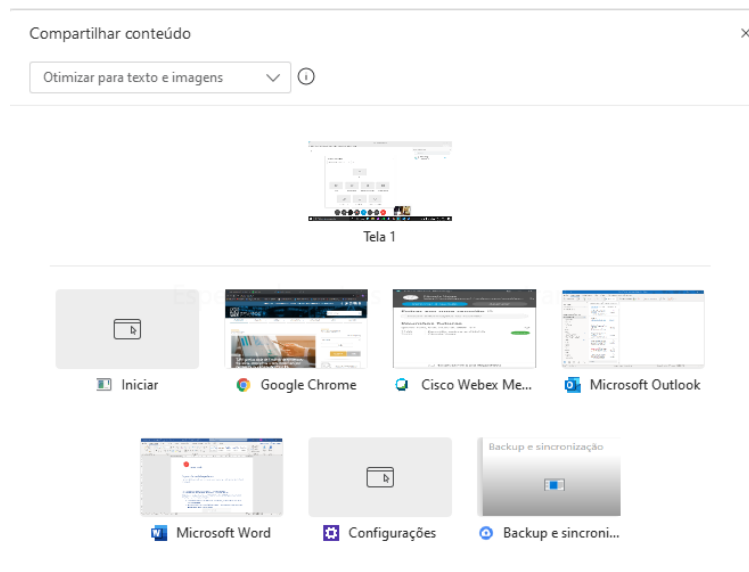 Compartilhar conteúdo
Otimizar para texto e imagens
Tela 1
Iniciar
Google Chrome
Cisco Webex Me...
Microsoft Outlook
Backup e sincronização
Microsoft Word
Configurações
Backup e sincroni...